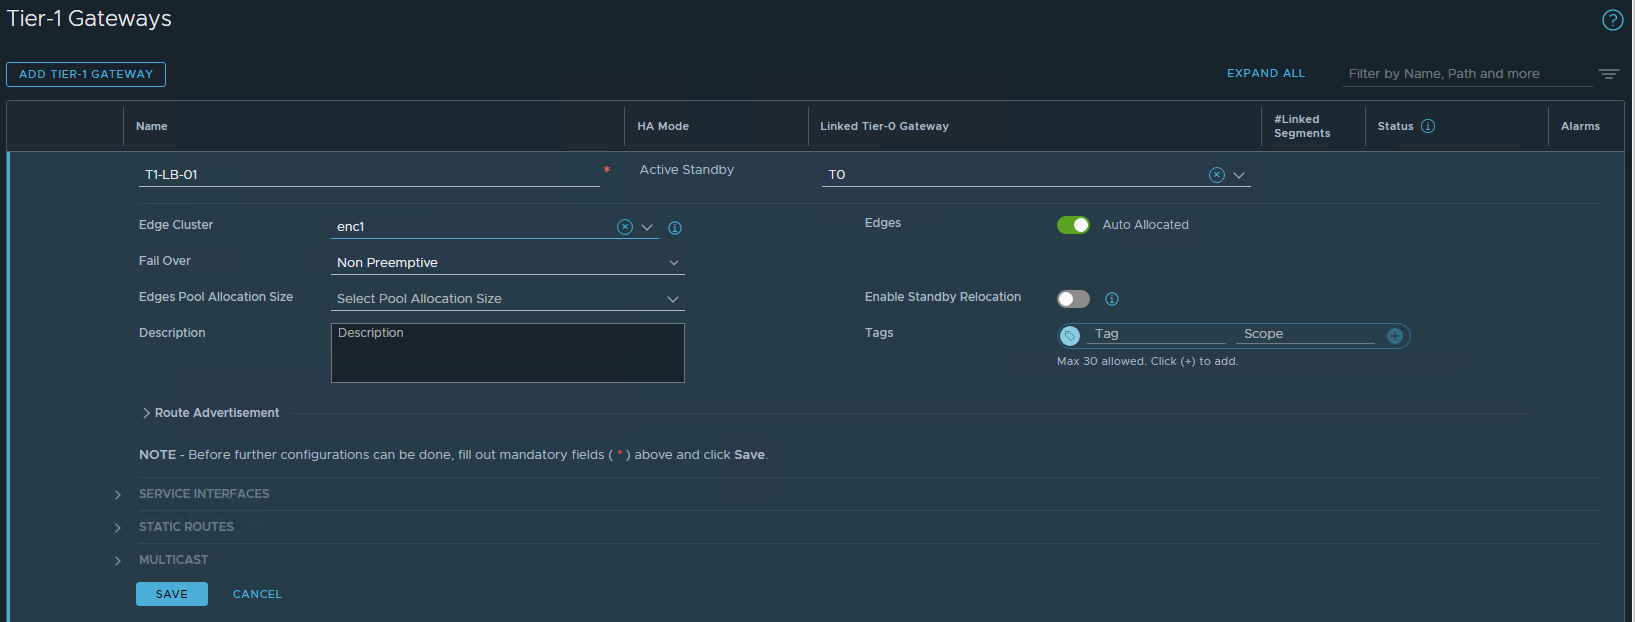 Tier-1 Gateways
ADD TIER-1 GATEWAY
EXPAND ALL
Filter by Name, Path and more
Name
HA Mode
Linked Tier-0 Gateway
#Linked
Segments
Status
Alarms
T1-LB-01 *
Active Standby
T0
Edge Cluster
enc1
Edges
Auto Allocated
Fail Over
Non Preemptive
Edges Pool Allocation Size
Select Pool Allocation Size
Enable Standby Relocation
Description
Description
Tags
Tag
Scope
Max 30 allowed. Click (+) to add.
Route Advertisement
NOTE - Before further configurations can be done, fill out mandatory fields ( * ) above and click Save.
SERVICE INTERFACES
STATIC ROUTES
MULTICAST
SAVE
CANCEL